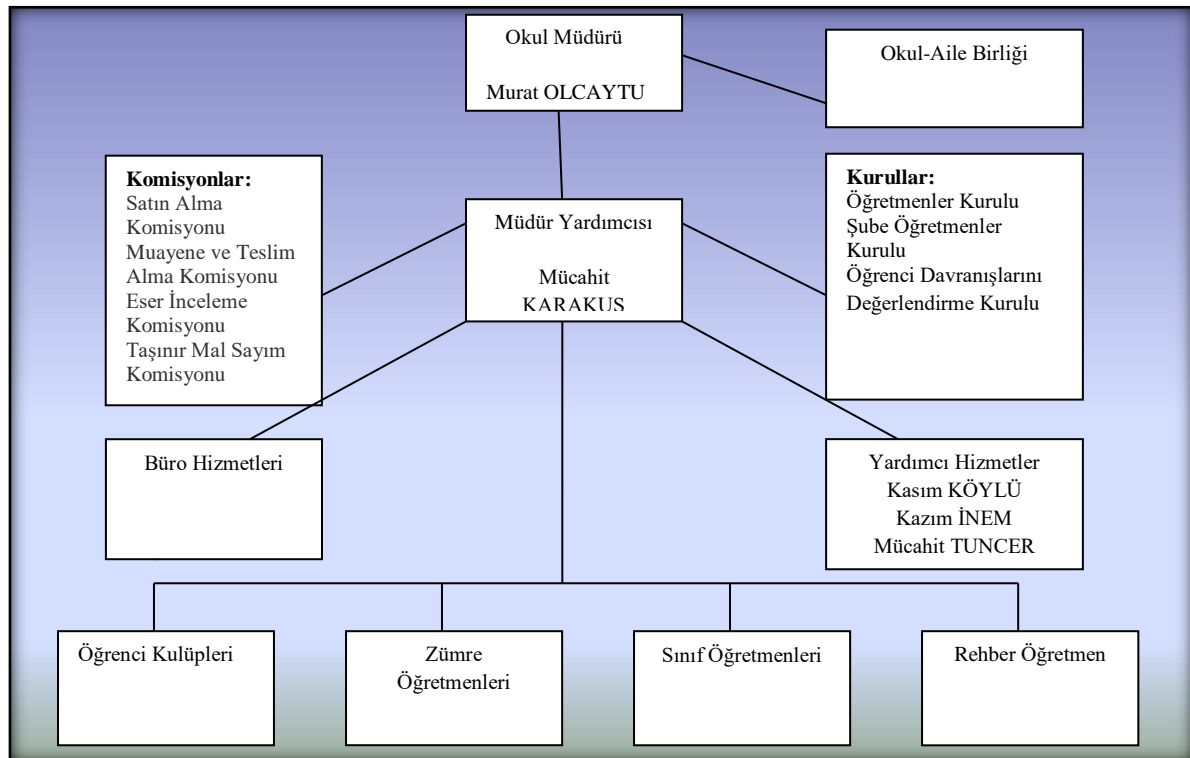 Okul Müdürü
Murat OLCAYTU
Okul-Aile Birliği
Komisyonlar:
Satın Alma
Komisyonu
Muayene ve Teslim
Alma Komisyonu
Eser İnceleme
Komisyonu
Taşınır Mal Sayım
Komisyonu
Müdür Yardımcısı
Mücahit
KARAKUS
Kurullar:
Öğretmenler Kurulu
Şube Öğretmenler
Kurulu
Öğrenci Davranışlarını
Değerlendirme Kurulu
Büro Hizmetleri
Yardımcı Hizmetler
Kasım KÖYLÜ
Kazım İNEM
Mücahit TUNCER
Öğrenci Kulüpleri
Zümre
Öğretmenleri
Sınıf Öğretmenleri
Rehber Öğretmen